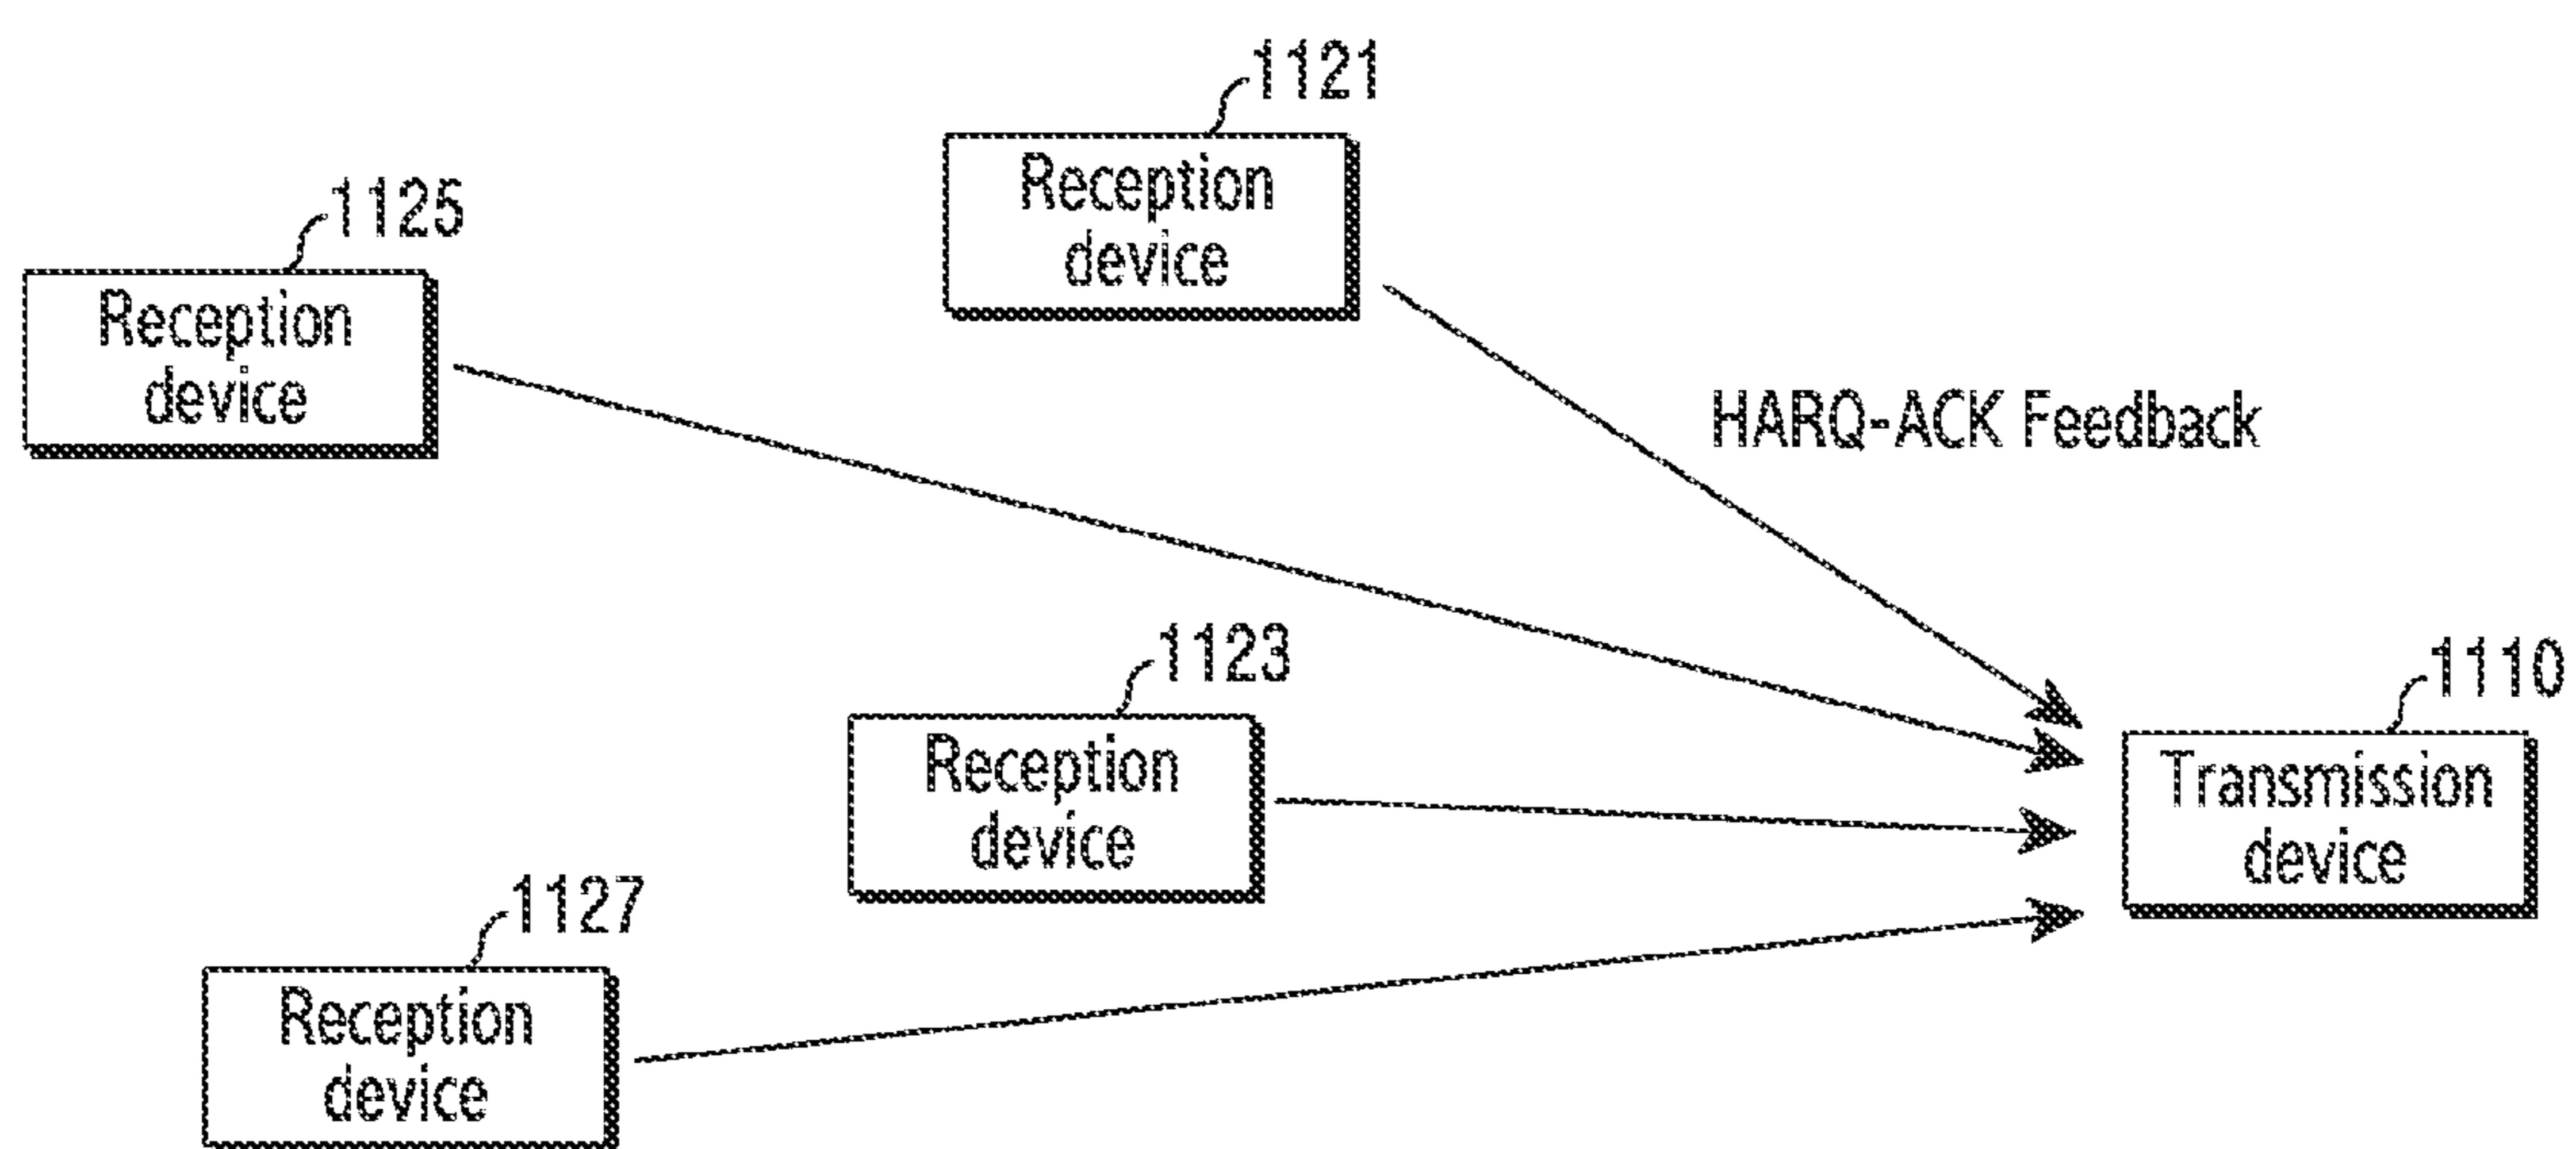 1121
Reception
device
1125
Reception
device
HARQ-ACK Feedback
1123
Reception
device
1110
Transmission
device
1127
Reception
device